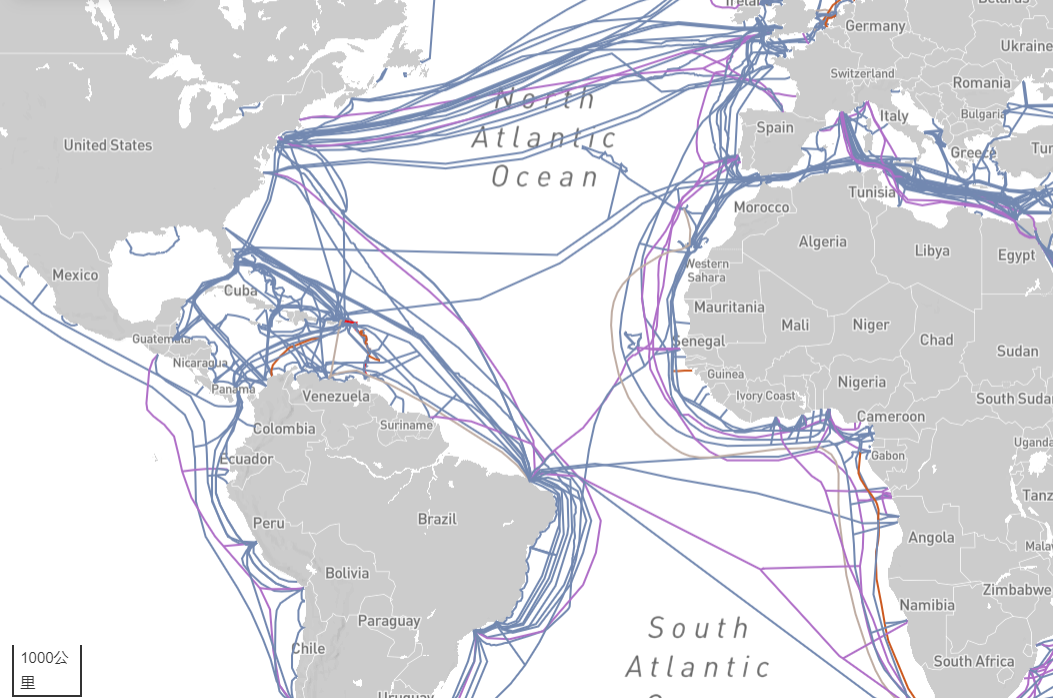 Ireland
Belarus
Germany
Ukraine
Switzerland
Romania
North
Italy
Bulgaria
Atlantic
Spain
United States
Greece
Tur
Ocean
Tunisia
Morocco
Algeria
Libya
Egypt
Western
Sahara
Mexico
Cuba
Mauritania
Mali
Niger
Guatemala
Senegal
Chad
Sudan
Nicaragua
Guinea
Nigeria
Panama
Venezuela
Ivory Coast
South Suda
Suriname
Cameroon
Colombia
Ecuador
Gabon
Uganda
Tanz
Peru
Brazil
Angola
Malav
Bolivia
Zimbabwe
Namibia
Paraguay
South
Chile
Atlantic
South Africa
1000公
里
Uruguay